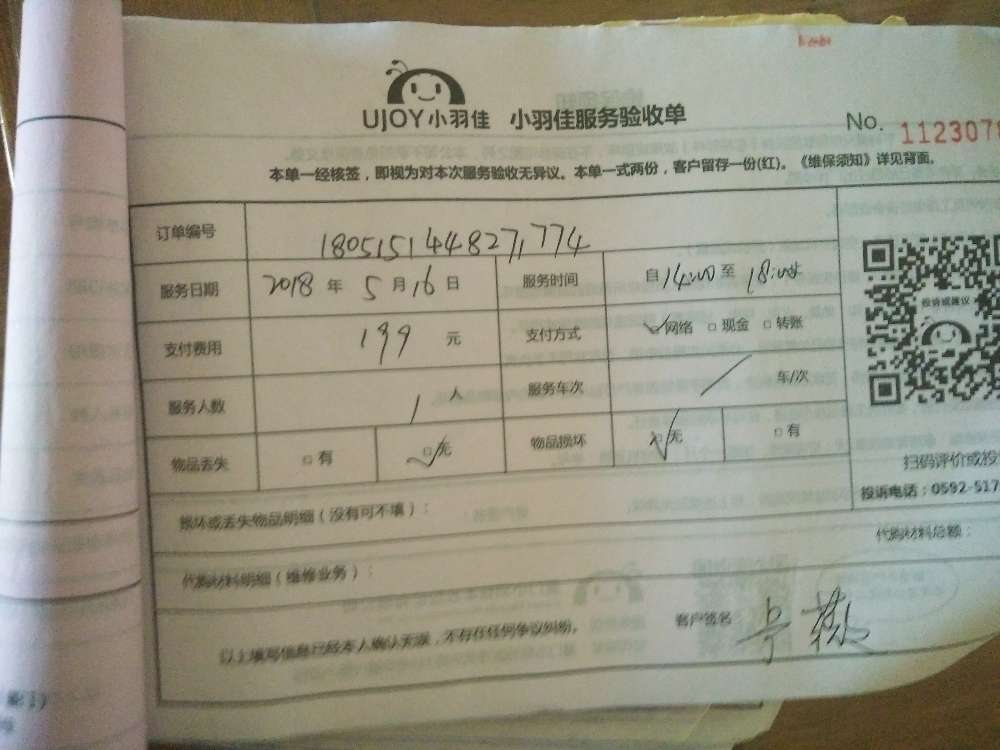 UJOY小羽佳 小羽佳服务验收单
No. 1123070
本单一经核签，即视为对本次服务验收无异议。本单一式两份，客户留存一份(红)。《维保须知》详见背面。
订单编号 180515144827774
服务日期 2018 年 5 月 16 日 服务时间 自 14:00 至 18:00
支付费用 199 元 支付方式 ☑网络 □现金 □转账
服务人数 1 人 服务车次 / 车/次
物品丢失 □有 ☑无 物品损坏 ☑无 □有
投诉或建议
扫码评价或投
投诉电话：0592-517
损坏或丢失物品明细（没有可不填）：
代购材料总额：
代购材料明细（维修业务）：
以上填写信息已经本人确认无误，不存在任何争议纠纷。
客户签名